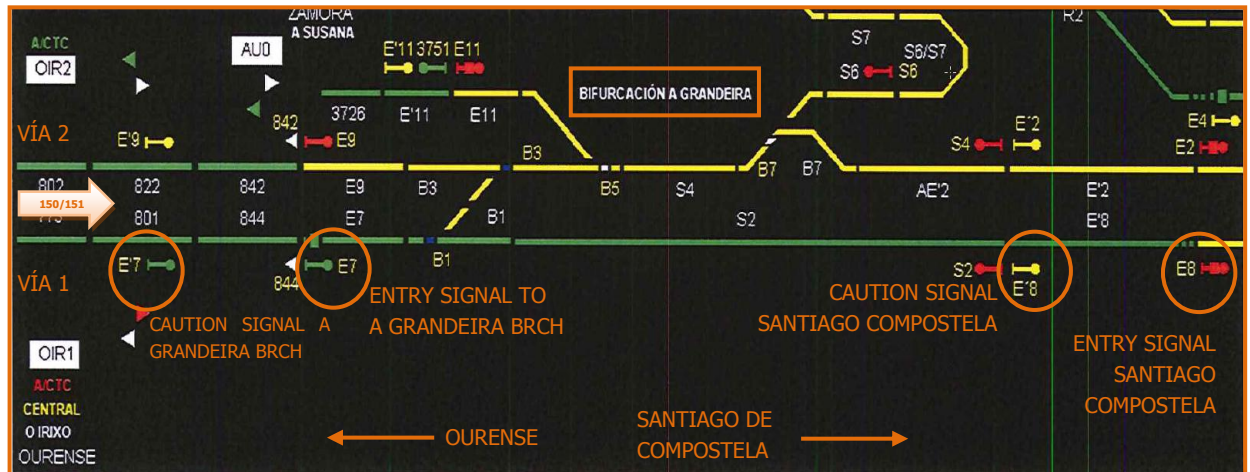 ZAMORA
A SUSANA
A/CTC
OIR2
AU0
E'11 3751 E11
BIFURCACIÓN A GRANDEIRA
S7
S6/S7
S6
S6
R2
3726 E'11 E11
VÍA 2
E'9
842
E9
S4
E'2
E4
E2
B3
B7
B7
802 822 842 E9 B3 B5 S4 AE'2 E'2
150/151
801 844 E7 B1 S2 E'8
E'7
844
E7
B1
S2
E'8
E8
VÍA 1
CAUTION SIGNAL A
GRANDEIRA BRCH
ENTRY SIGNAL TO
A GRANDEIRA BRCH
CAUTION SIGNAL
SANTIAGO COMPOSTELA
ENTRY SIGNAL
SANTIAGO
COMPOSTELA
OIR1
A/CTC
CENTRAL
O IRIXO
OURENSE
OURENSE
SANTIAGO DE
COMPOSTELA